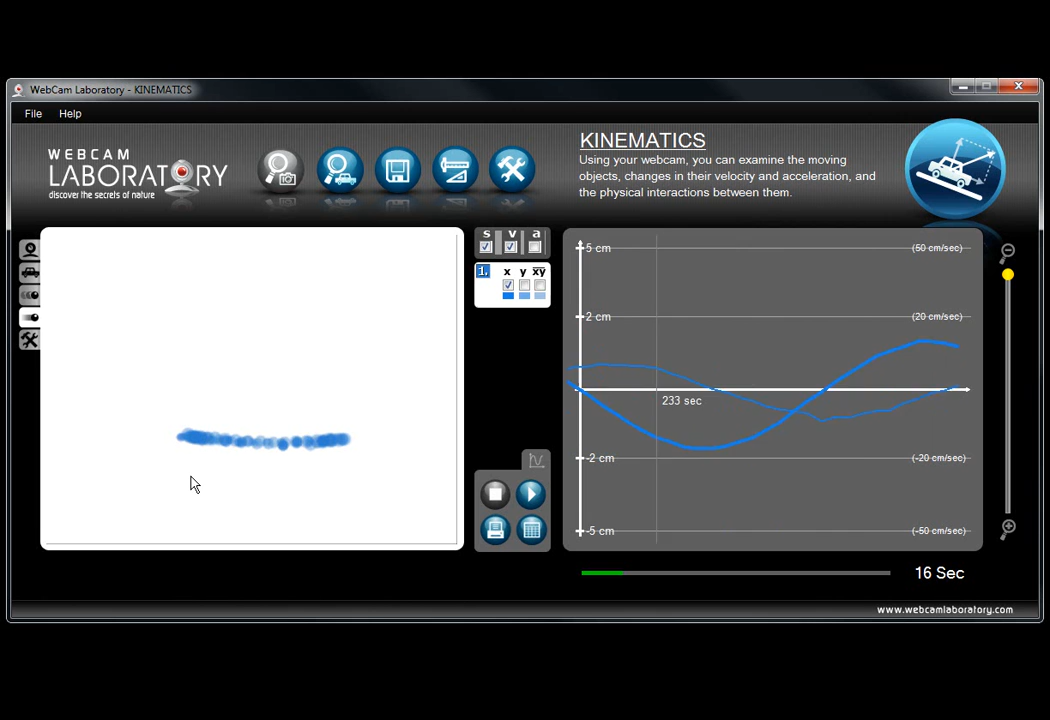 WebCam Laboratory - KINEMATICS
File Help
WEBCAM
LABORATORY
discover the secrets of nature
KINEMATICS
Using your webcam, you can examine the moving
objects, changes in their velocity and acceleration, and
the physical interactions between them.
s v a
1. x y xy
5 cm (50 cm/sec)
2 cm (20 cm/sec)
233 sec
-2 cm (-20 cm/sec)
-5 cm (-50 cm/sec)
16 Sec
www.webcamlaboratory.com